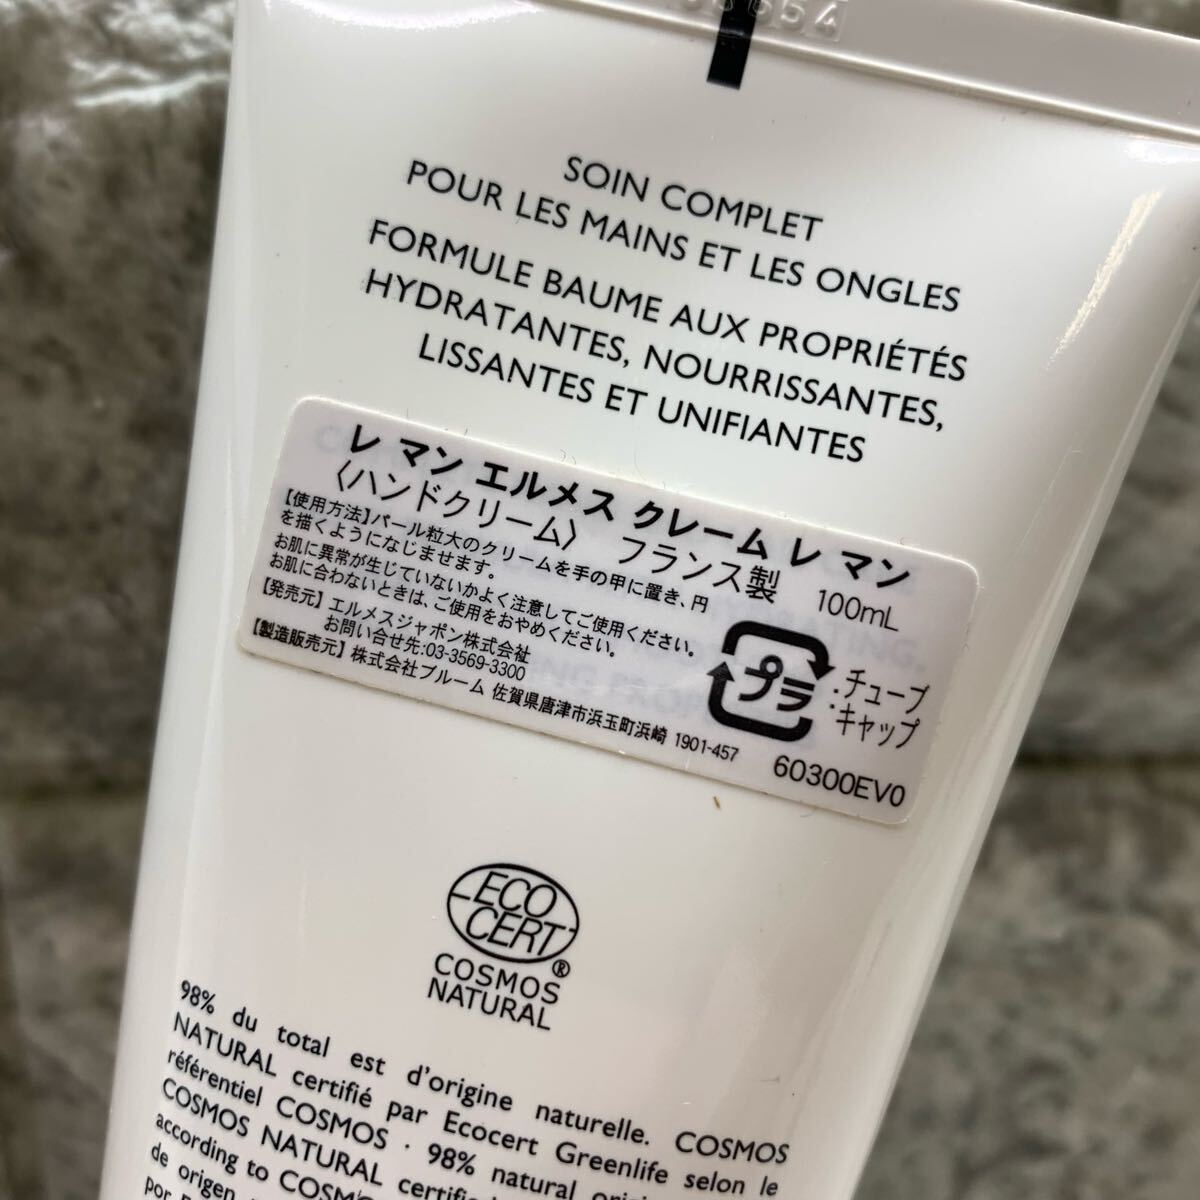 SOIN COMPLET
POUR LES MAINS ET LES ONGLES
FORMULE BAUME AUX PROPRIÉTÉS
HYDRATANTES, NOURRISSANTES,
LISSANTES ET UNIFIANTES
レ マン エルメス クレーム レ マン
〈ハンドクリーム〉 フランス製 100mL
【使用方法】パール粒大のクリームを手の甲に置き、円
を描くようになじませます。
お肌に異常が生じていないかよく注意してご使用ください。
お肌に合わないときは、ご使用をおやめください。
【発売元】エルメスジャポン株式会社
お問い合せ先:03-3569-3300
【製造販売元】株式会社ブルーム 佐賀県唐津市浜玉町浜崎 1901-457
プラ
:チューブ
:キャップ
60300EV0
ECO
CERT
®
COSMOS
NATURAL
98% du total est d'origine naturelle. COSMOS
NATURAL certifié par Ecocert Greenlife selon le
référentiel COSMOS · 98% natural
COSMOS NATURAL certified
according to
de origen
por